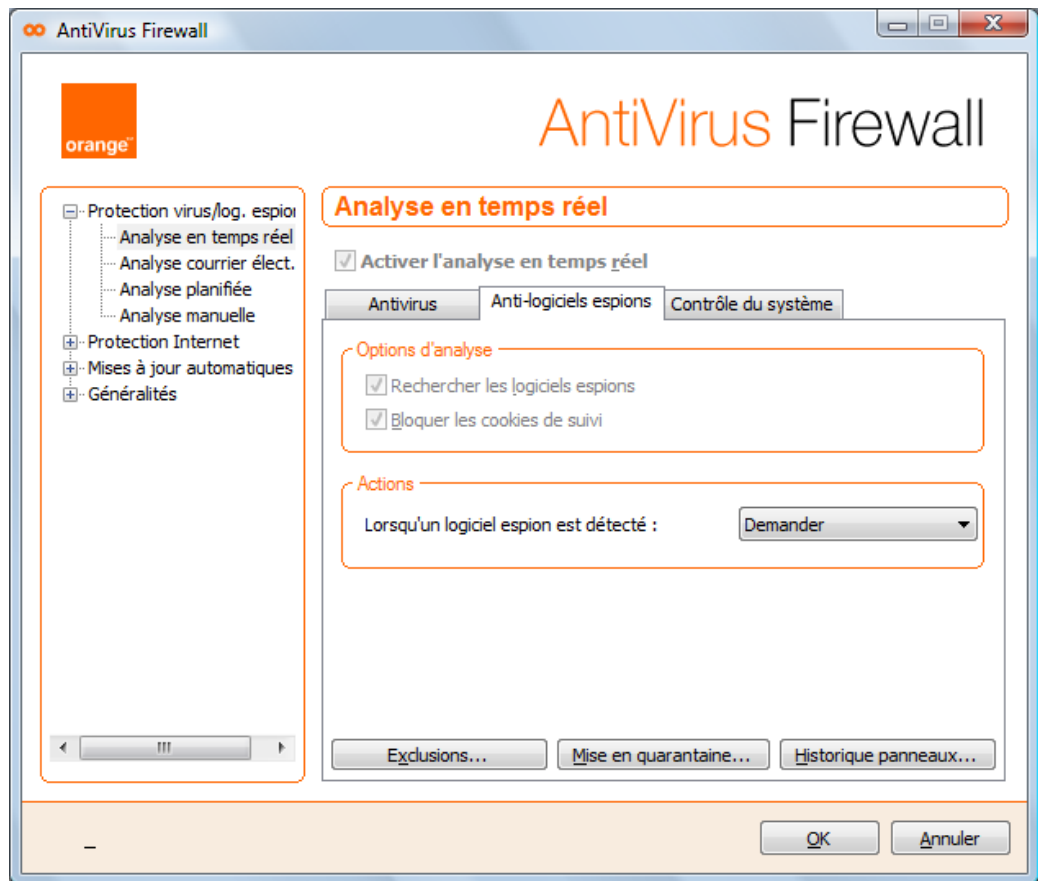 AntiVirus Firewall
orange™
AntiVirus Firewall
Protection virus/log. espion
Analyse en temps réel
Analyse courrier élect.
Analyse planifiée
Analyse manuelle
Protection Internet
Mises à jour automatiques
Généralités
Analyse en temps réel
Activer l'analyse en temps réel
Antivirus
Anti-logiciels espions
Contrôle du système
Options d'analyse
Rechercher les logiciels espions
Bloquer les cookies de suivi
Actions
Lorsqu'un logiciel espion est détecté :
Demander
Exclusions...
Mise en quarantaine...
Historique panneaux...
OK
Annuler